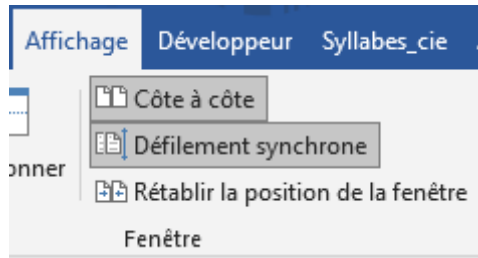 Affichage Développeur Syllabes_cie
Côte à côte
Défilement synchrone
onner
Rétablir la position de la fenêtre
Fenêtre